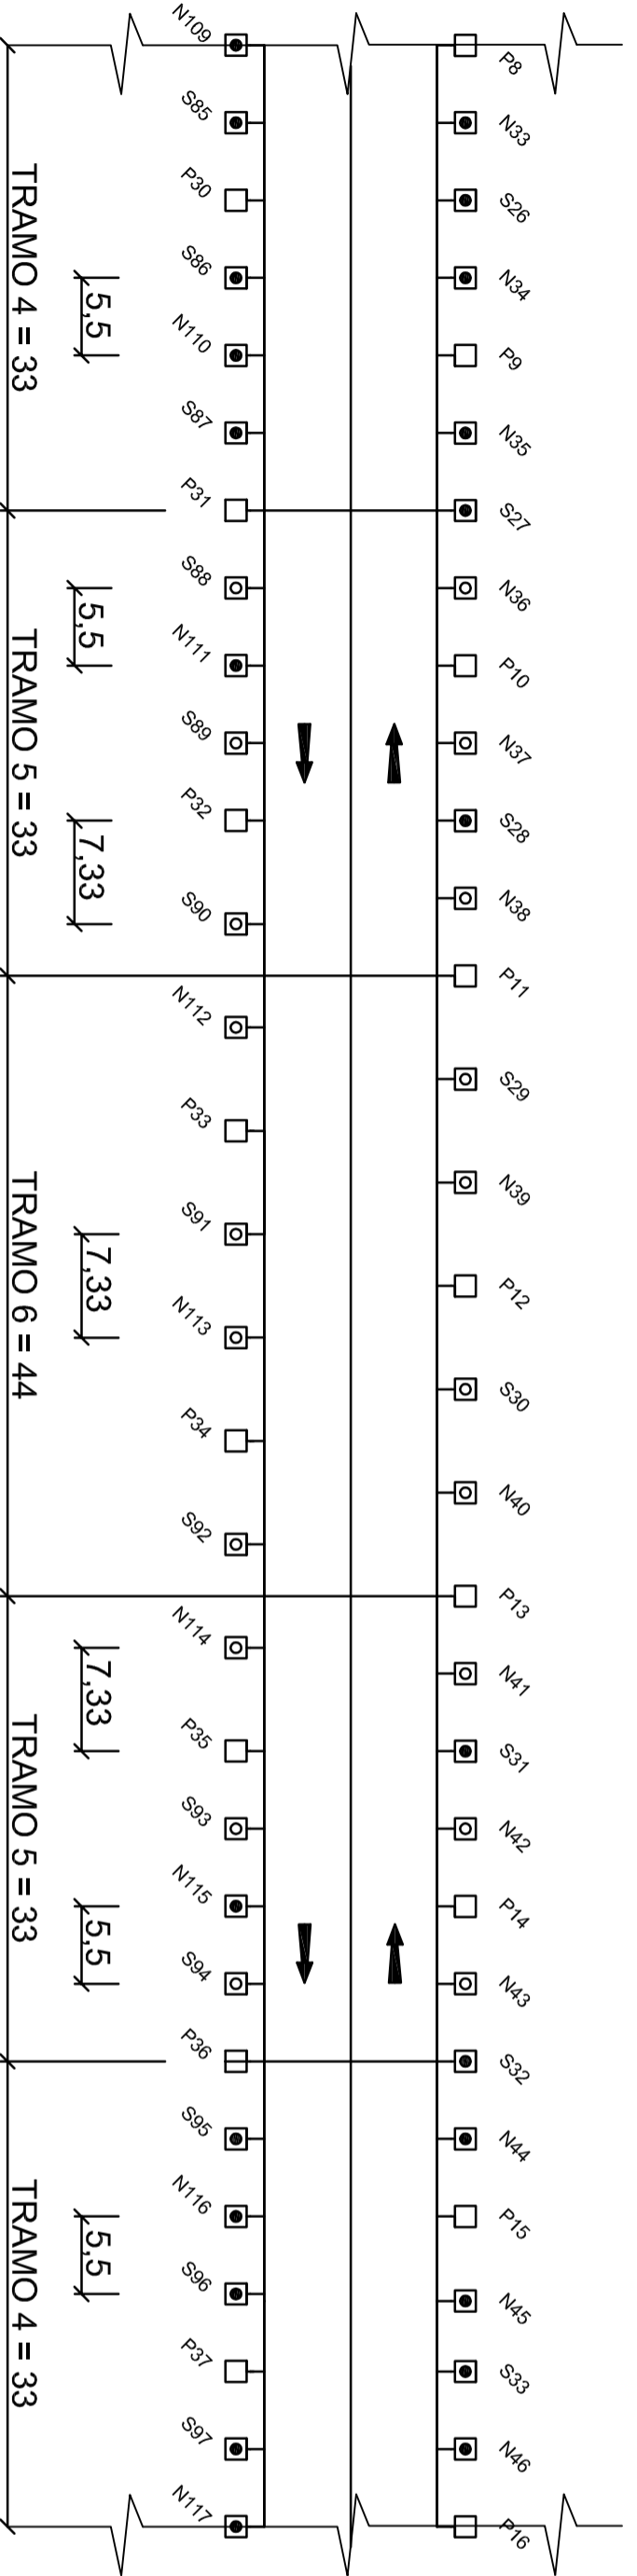 P8
N33
S26
N34
P9
N35
S27
N36
P10
N37
S28
N38
P11
S29
N39
P12
S30
N40
P13
N41
S31
N42
P14
N43
S32
N44
P15
N45
S33
N46
P16
N109
S85
P30
S86
N110
S87
P31
S88
N111
S89
P32
S90
N112
P33
S91
N113
P34
S92
N114
P35
S93
N115
S94
P36
S95
N116
S96
P37
S97
N117
5,5
5,5
7,33
7,33
7,33
5,5
5,5
TRAMO 4 = 33
TRAMO 5 = 33
TRAMO 6 = 44
TRAMO 5 = 33
TRAMO 4 = 33